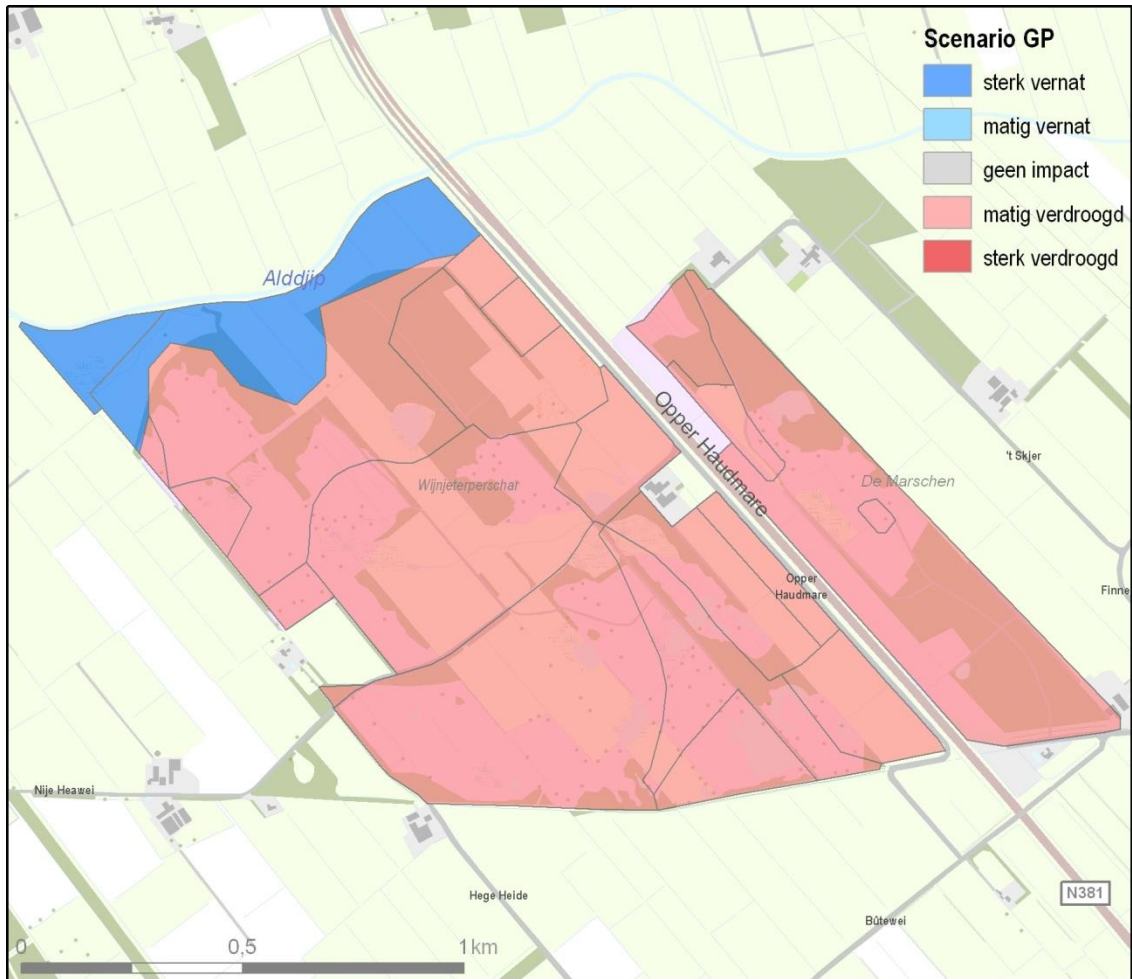 Scenario GP
sterk vernat
matig vernat
geen impact
matig verdroogd
sterk verdroogd
Alddjip
Opper Haudmare
't Skjer
Wijnjeterperschar
De Marschen
Opper
Haudmare
Finne
Nije Heawei
Hege Heide
N381
Bûtewei
0 0,5 1 km